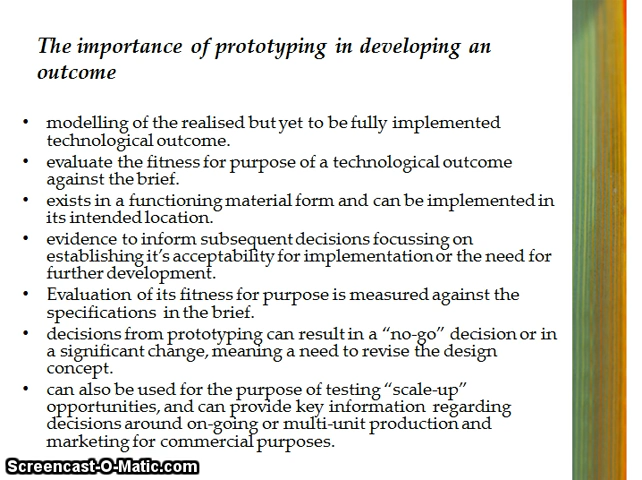 The importance of prototyping in developing an
outcome
• modelling of the realised but yet to be fully implemented
technological outcome.
• evaluate the fitness for purpose of a technological outcome
against the brief.
• exists in a functioning material form and can be implemented in
its intended location.
• evidence to inform subsequent decisions focussing on
establishing it's acceptability for implementation or the need for
further development.
• Evaluation of its fitness for purpose is measured against the
specifications in the brief.
• decisions from prototyping can result in a “no-go” decision or in
a significant change, meaning a need to revise the design
concept.
• can also be used for the purpose of testing “scale-up”
opportunities, and can provide key information regarding
decisions around on-going or multi-unit production and
marketing for commercial purposes.
Screencast-O-Matic.com